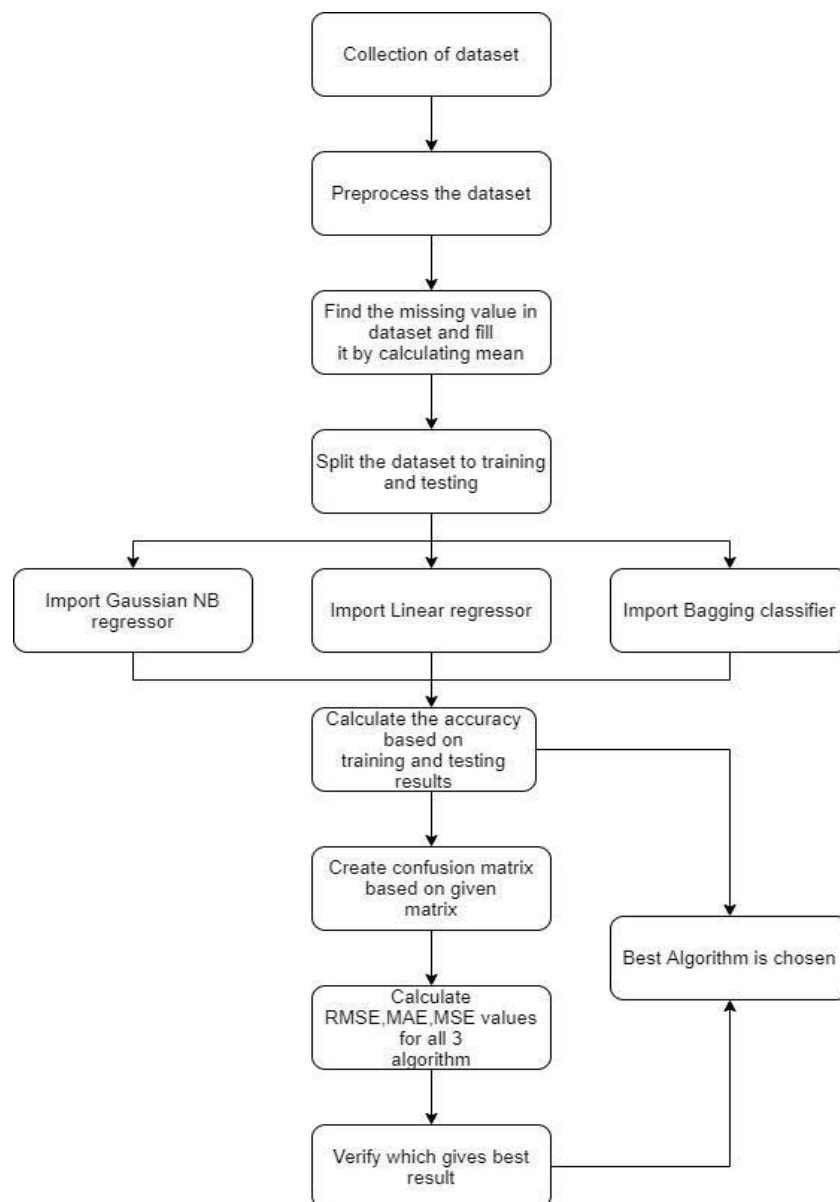 Collection of dataset
Preprocess the dataset
Find the missing value in
dataset and fill
it by calculating mean
Split the dataset to training
and testing
Import Gaussian NB
regressor
Import Linear regressor
Import Bagging classifier
Calculate the accuracy
based on
training and testing
results
Create confusion matrix
based on given
matrix
Best Algorithm is chosen
Calculate
RMSE,MAE,MSE values
for all 3
algorithm
Verify which gives best
result